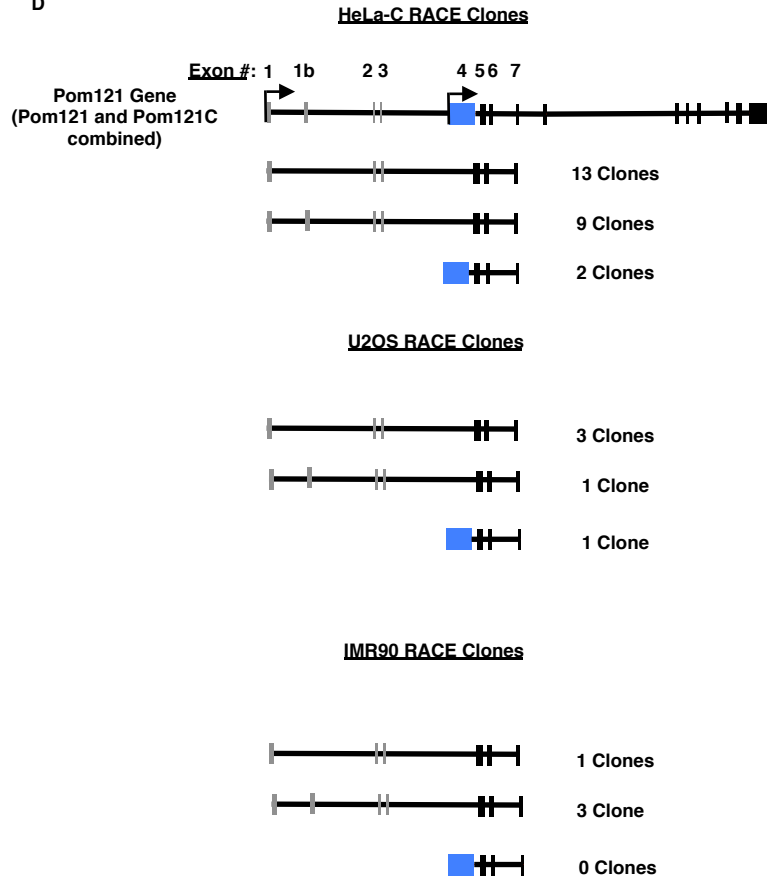 D
HeLa-C RACE Clones
Exon #: 1 1b 2 3 4 5 6 7
Pom121 Gene
(Pom121 and Pom121C
combined)
13 Clones
9 Clones
2 Clones
U2OS RACE Clones
3 Clones
1 Clone
1 Clone
IMR90 RACE Clones
1 Clones
3 Clone
0 Clones